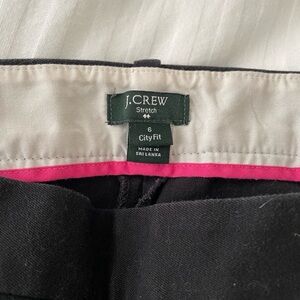 J.CREW
Stretch
6
City Fit
MADE IN
SRI LANKA